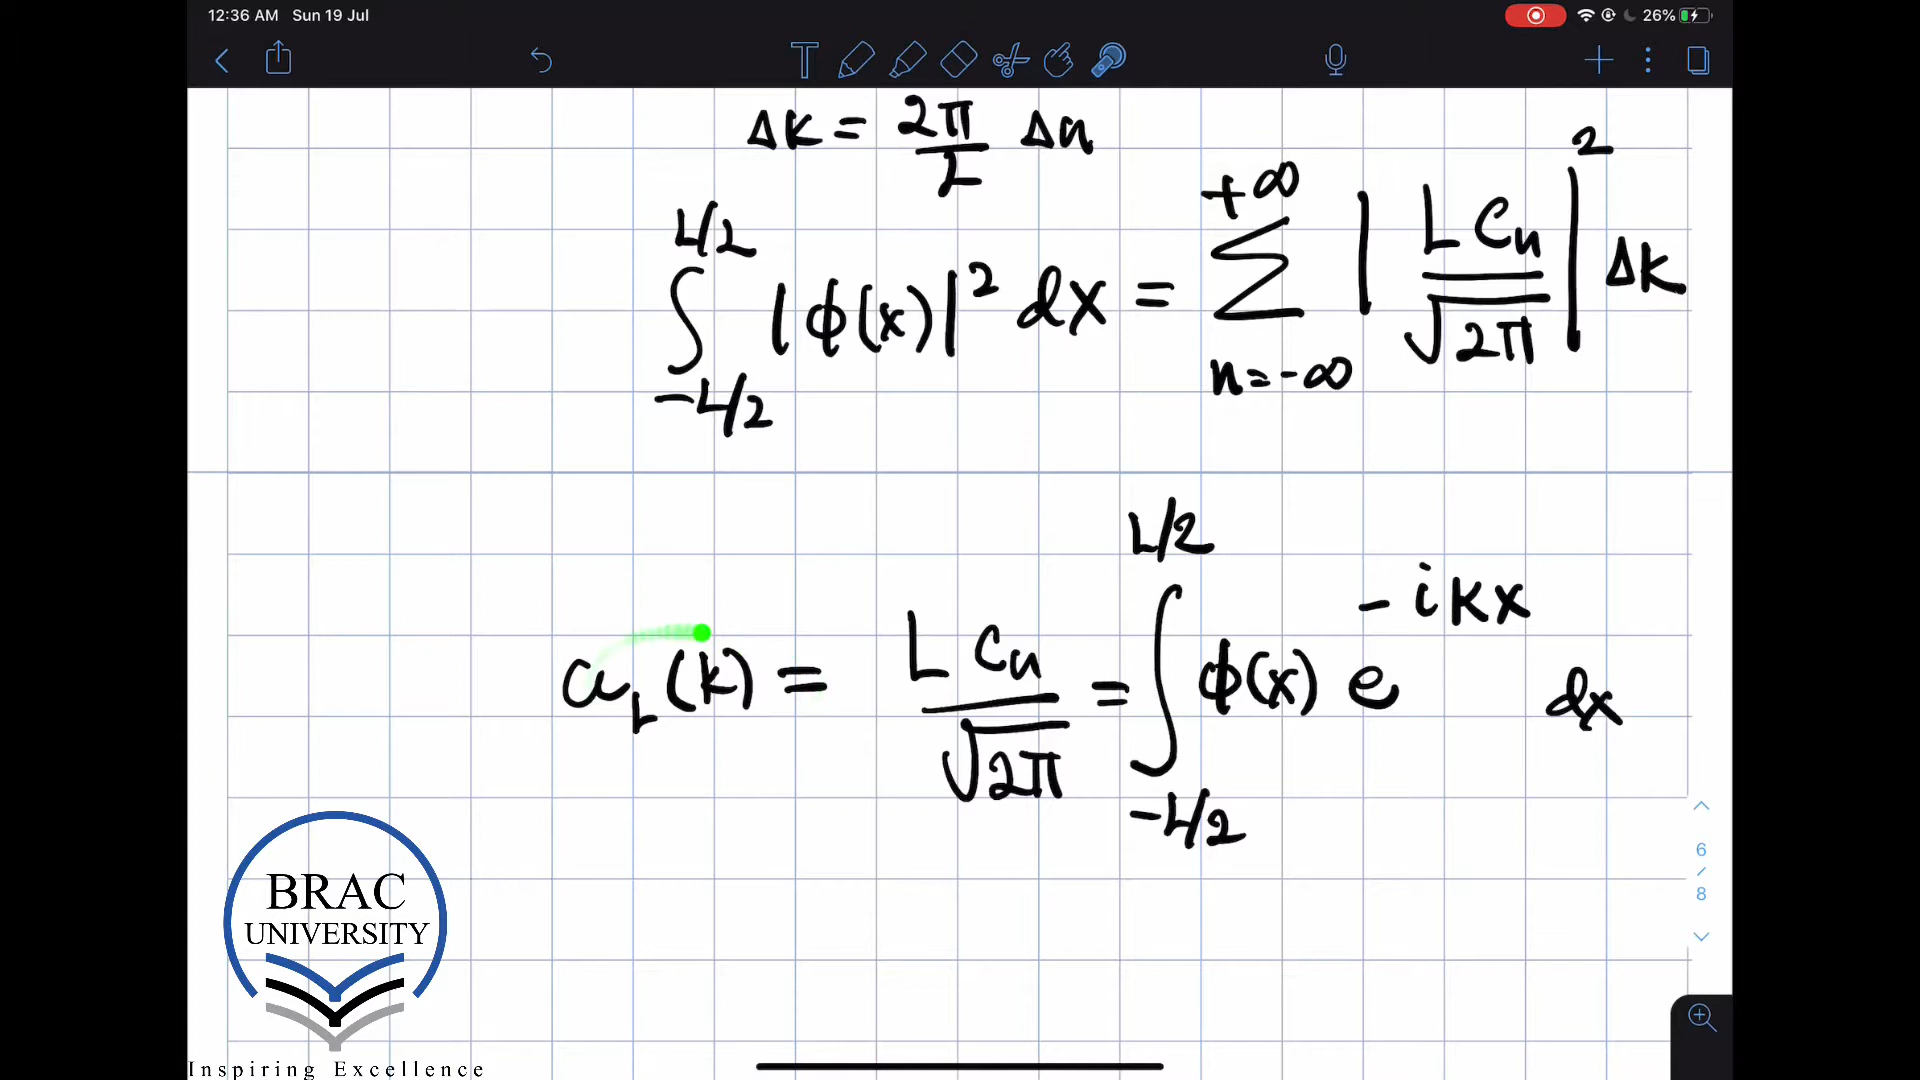 12:36 AM Sun 19 Jul 26%
Δk = 2π/L Δn
∫_{-L/2}^{L/2} |ϕ(x)|² dx = ∑_{n=-∞}^{+∞} |L Cₙ/√2π|² Δk
a_L(k) = L Cₙ/√2π = ∫_{-L/2}^{L/2} ϕ(x) e^{-ikx} dx
6
/
8
BRAC
UNIVERSITY
Inspiring Excellence